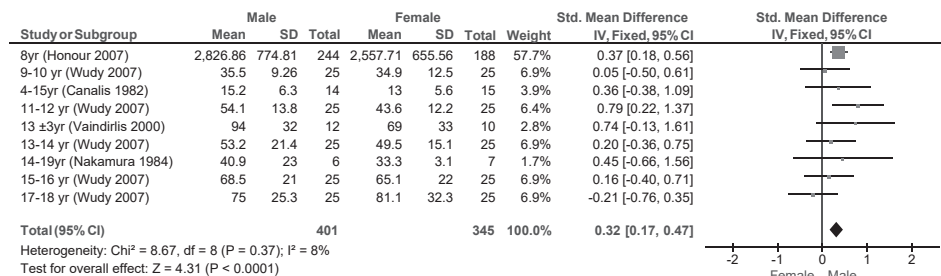 Male Female Std. Mean Difference Std. Mean Difference
Study or Subgroup Mean SD Total Mean SD Total Weight IV, Fixed, 95% CI IV, Fixed, 95% CI
8yr (Honour 2007) 2,826.86 774.81 244 2,557.71 655.56 188 57.7% 0.37 [0.18, 0.56]
9-10 yr (Wudy 2007) 35.5 9.26 25 34.9 12.5 25 6.9% 0.05 [-0.50, 0.61]
4-15yr (Canalis 1982) 15.2 6.3 14 13 5.6 15 3.9% 0.36 [-0.38, 1.09]
11-12 yr (Wudy 2007) 54.1 13.8 25 43.6 12.2 25 6.4% 0.79 [0.22, 1.37]
13 ±3yr (Vaindirlis 2000) 94 32 12 69 33 10 2.8% 0.74 [-0.13, 1.61]
13-14 yr (Wudy 2007) 53.2 21.4 25 49.5 15.1 25 6.9% 0.20 [-0.36, 0.75]
14-19yr (Nakamura 1984) 40.9 23 6 33.3 3.1 7 1.7% 0.45 [-0.66, 1.56]
15-16 yr (Wudy 2007) 68.5 21 25 65.1 22 25 6.9% 0.16 [-0.40, 0.71]
17-18 yr (Wudy 2007) 75 25.3 25 81.1 32.3 25 6.9% -0.21 [-0.76, 0.35]
Total (95% CI) 401 345 100.0% 0.32 [0.17, 0.47]
Heterogeneity: Chi² = 8.67, df = 8 (P = 0.37); I² = 8%
Test for overall effect: Z = 4.31 (P < 0.0001)
-2 -1 0 1 2
Female Male